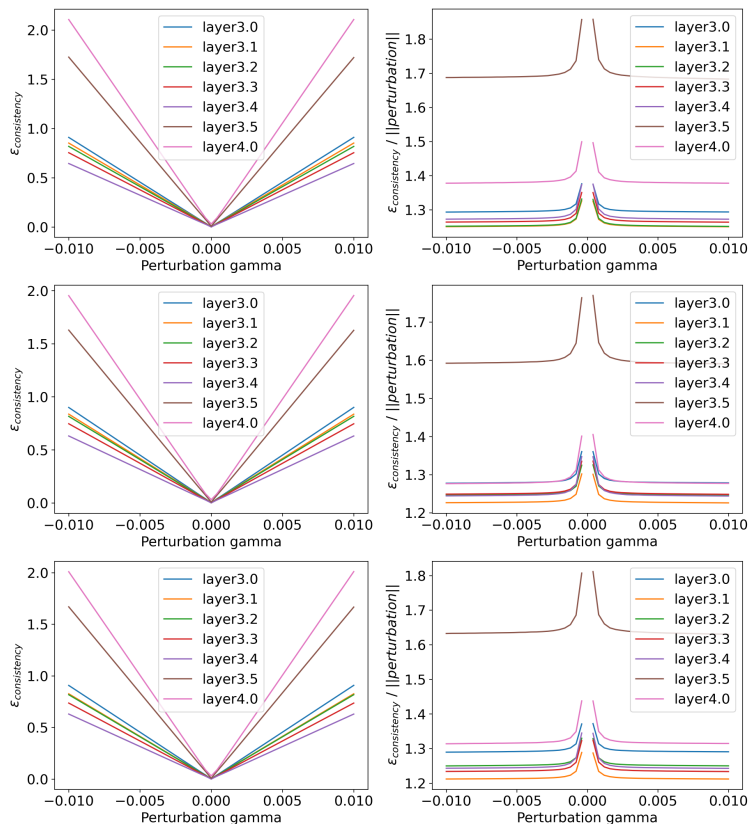 2.0
1.5
1.0
0.5
0.0
ε_consistency
layer3.0
layer3.1
layer3.2
layer3.3
layer3.4
layer3.5
layer4.0
−0.010 −0.005 0.000 0.005 0.010
Perturbation gamma
1.8
1.7
1.6
1.5
1.4
1.3
ε_consistency / ||perturbation||
layer3.0
layer3.1
layer3.2
layer3.3
layer3.4
layer3.5
layer4.0
−0.010 −0.005 0.000 0.005 0.010
Perturbation gamma
2.0
1.5
1.0
0.5
0.0
ε_consistency
layer3.0
layer3.1
layer3.2
layer3.3
layer3.4
layer3.5
layer4.0
−0.010 −0.005 0.000 0.005 0.010
Perturbation gamma
1.7
1.6
1.5
1.4
1.3
1.2
ε_consistency / ||perturbation||
layer3.0
layer3.1
layer3.2
layer3.3
layer3.4
layer3.5
layer4.0
−0.010 −0.005 0.000 0.005 0.010
Perturbation gamma
2.0
1.5
1.0
0.5
0.0
ε_consistency
layer3.0
layer3.1
layer3.2
layer3.3
layer3.4
layer3.5
layer4.0
−0.010 −0.005 0.000 0.005 0.010
Perturbation gamma
1.8
1.7
1.6
1.5
1.4
1.3
1.2
ε_consistency / ||perturbation||
layer3.0
layer3.1
layer3.2
layer3.3
layer3.4
layer3.5
layer4.0
−0.010 −0.005 0.000 0.005 0.010
Perturbation gamma